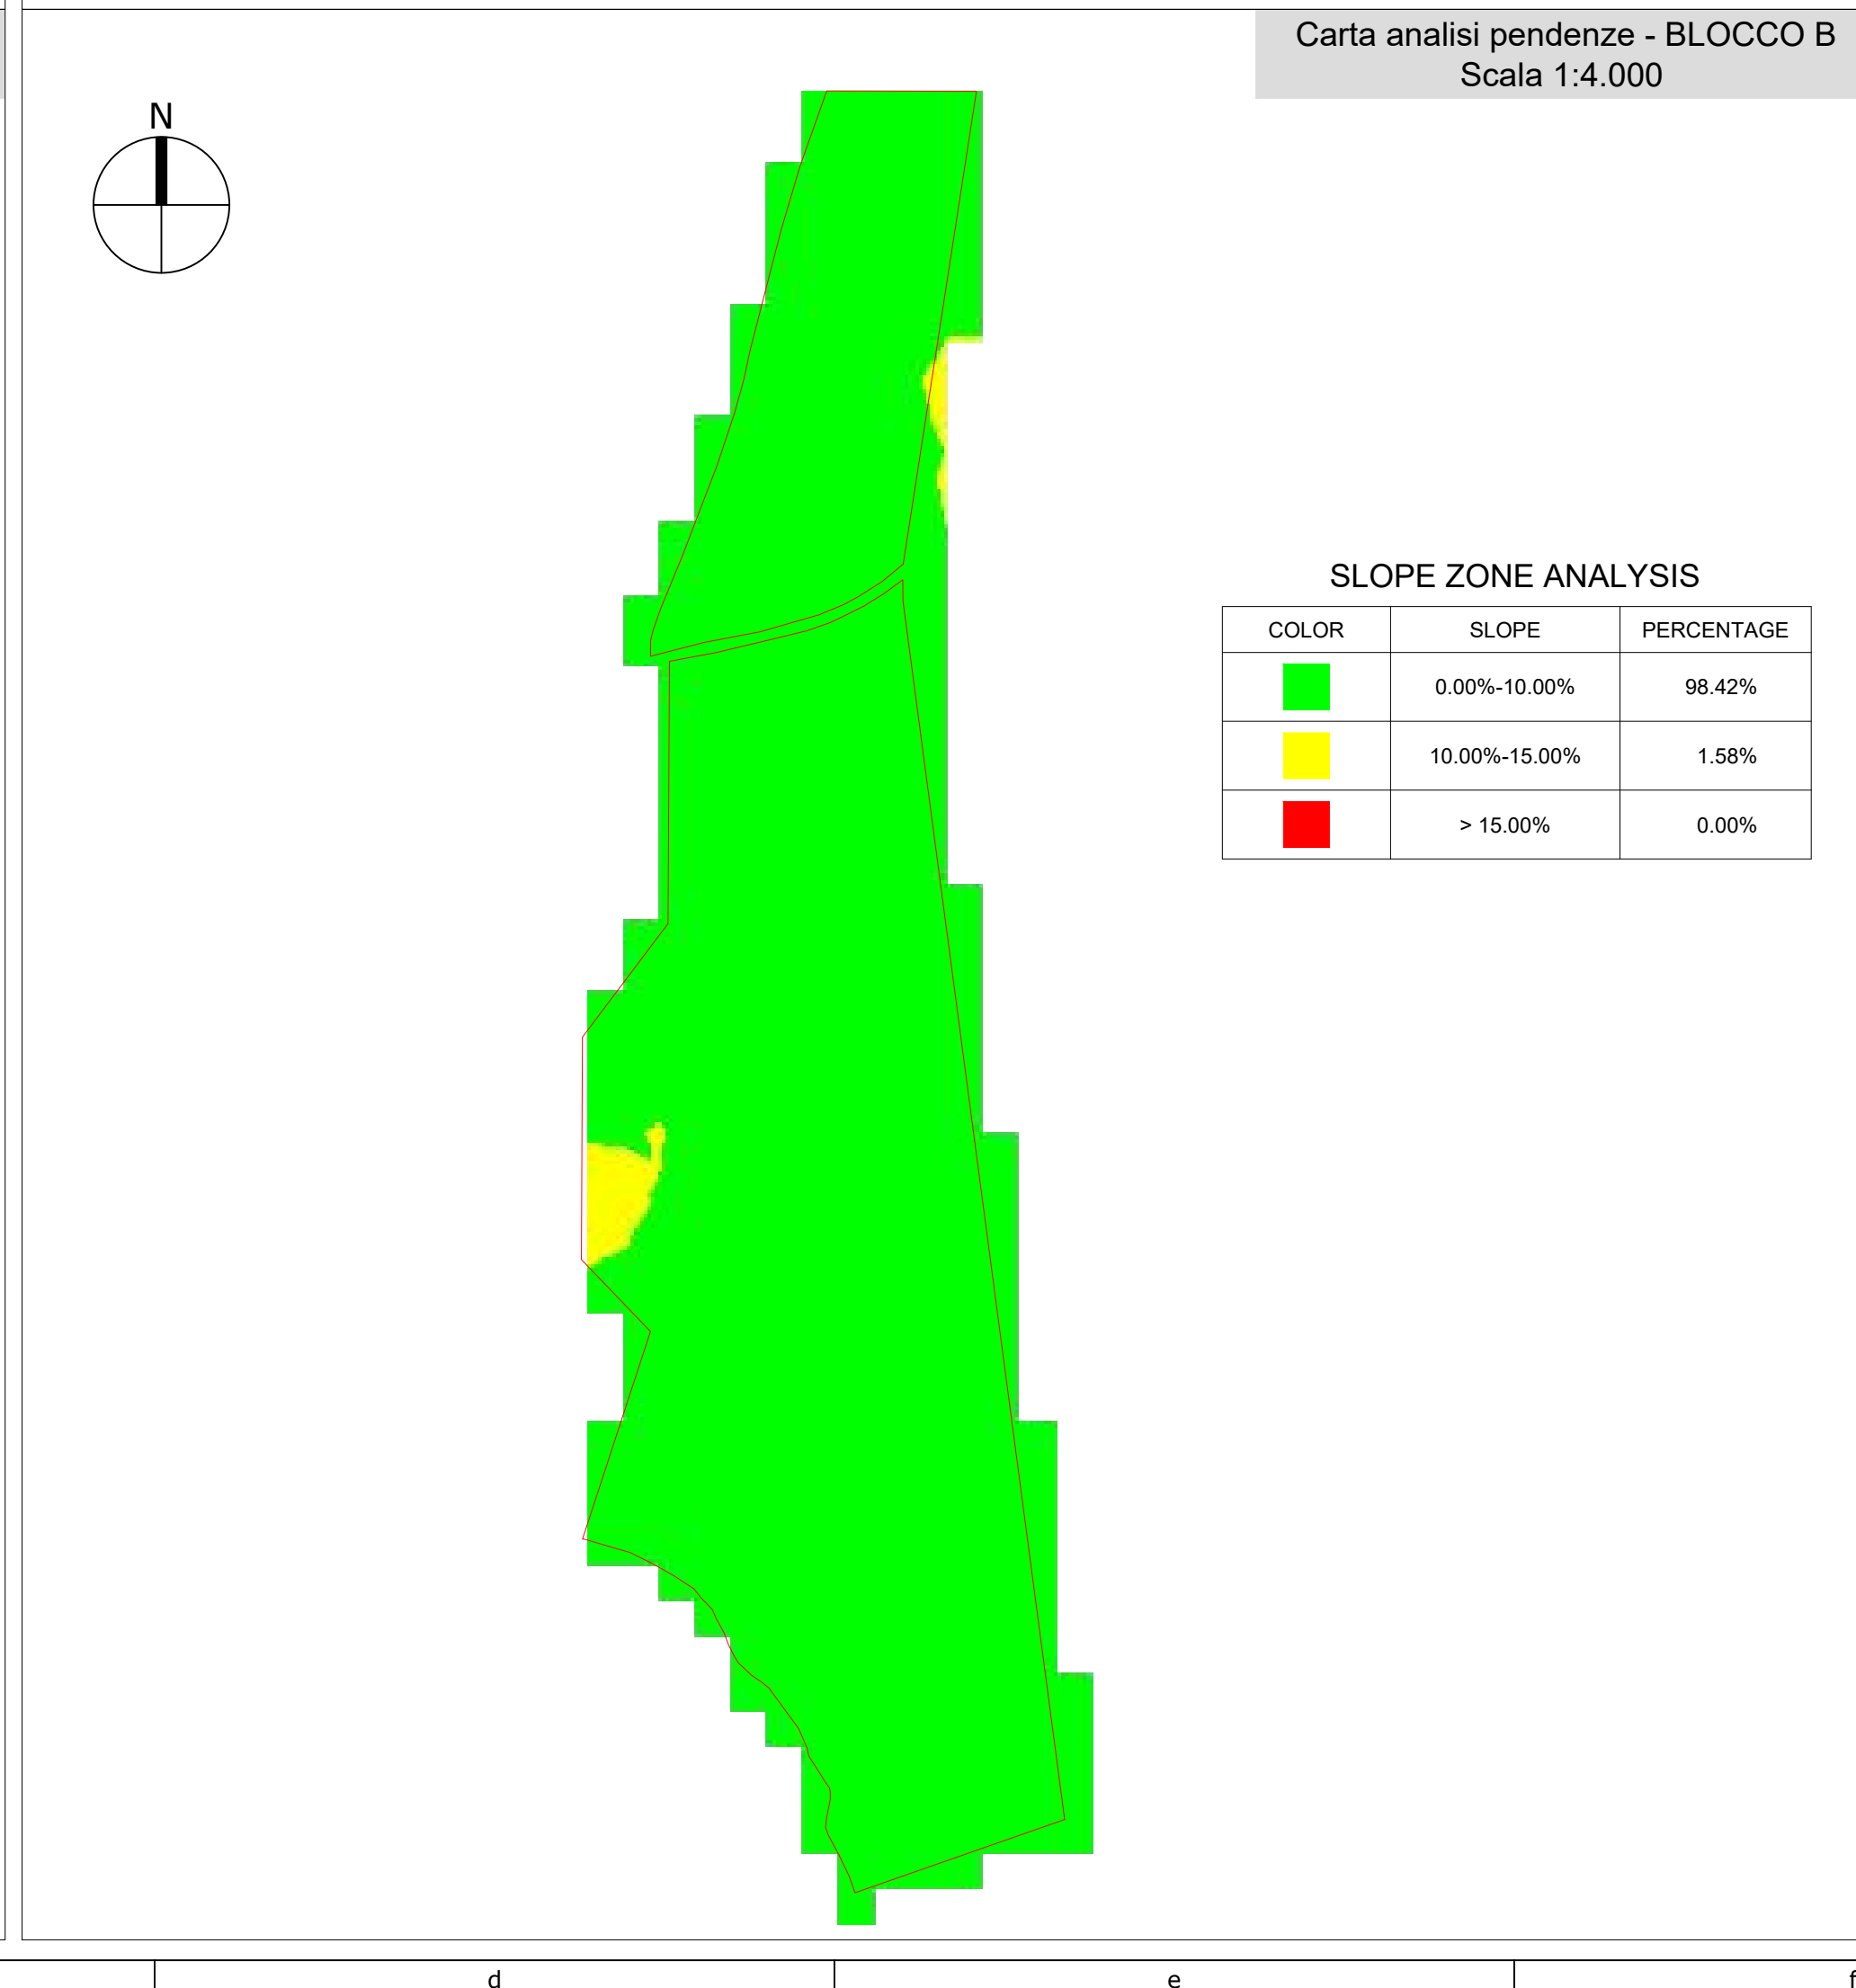 Carta analisi pendenze - BLOCCO B
Scala 1:4.000
N
SLOPE ZONE ANALYSIS
COLOR SLOPE PERCENTAGE
0.00%-10.00% 98.42%
10.00%-15.00% 1.58%
> 15.00% 0.00%
d e f